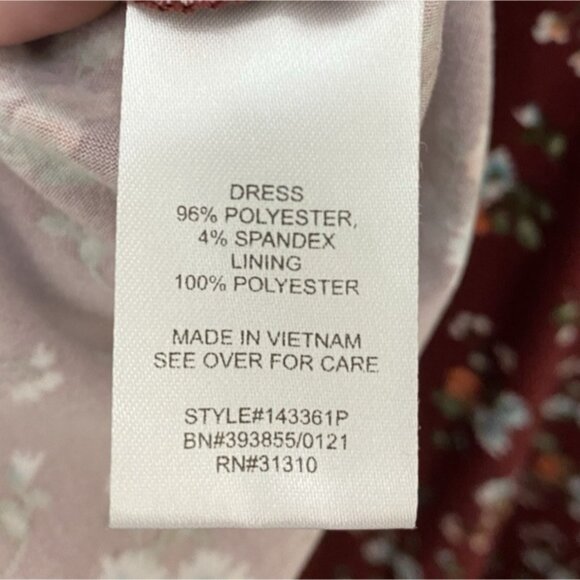 DRESS
96% POLYESTER,
4% SPANDEX
LINING
100% POLYESTER
MADE IN VIETNAM
SEE OVER FOR CARE
STYLE#143361P
BN#393855/0121
RN#31310